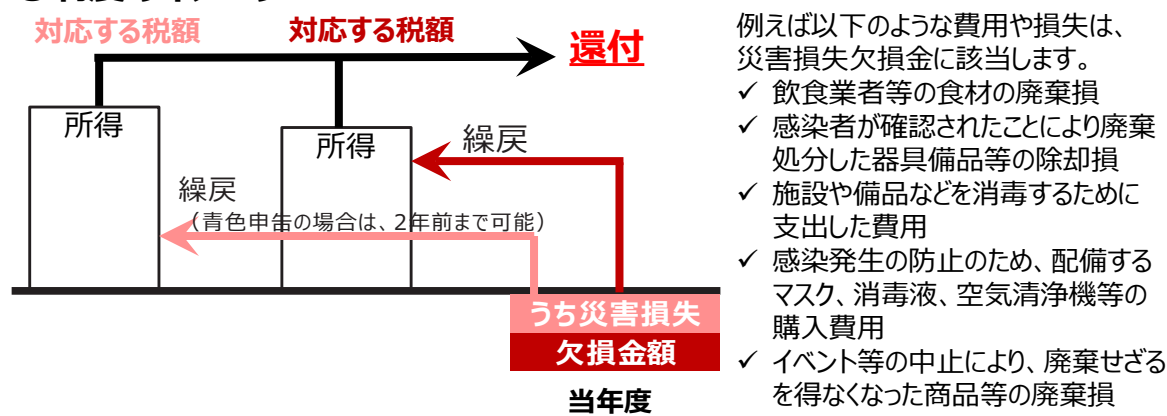 対応する税額
対応する税額
還付
所得
所得
繰戻
繰戻
(青色申告の場合は、2年前まで可能)
うち災害損失
欠損金額
当年度
例えば以下のような費用や損失は、
災害損失欠損金に該当します。
✓ 飲食業者等の食材の廃棄損
✓ 感染者が確認されたことにより廃棄
処分した器具備品等の除却損
✓ 施設や備品などを消毒するために
支出した費用
✓ 感染発生の防止のため、配備する
マスク、消毒液、空気清浄機等の
購入費用
✓ イベント等の中止により、廃棄せざる
を得なくなった商品等の廃棄損